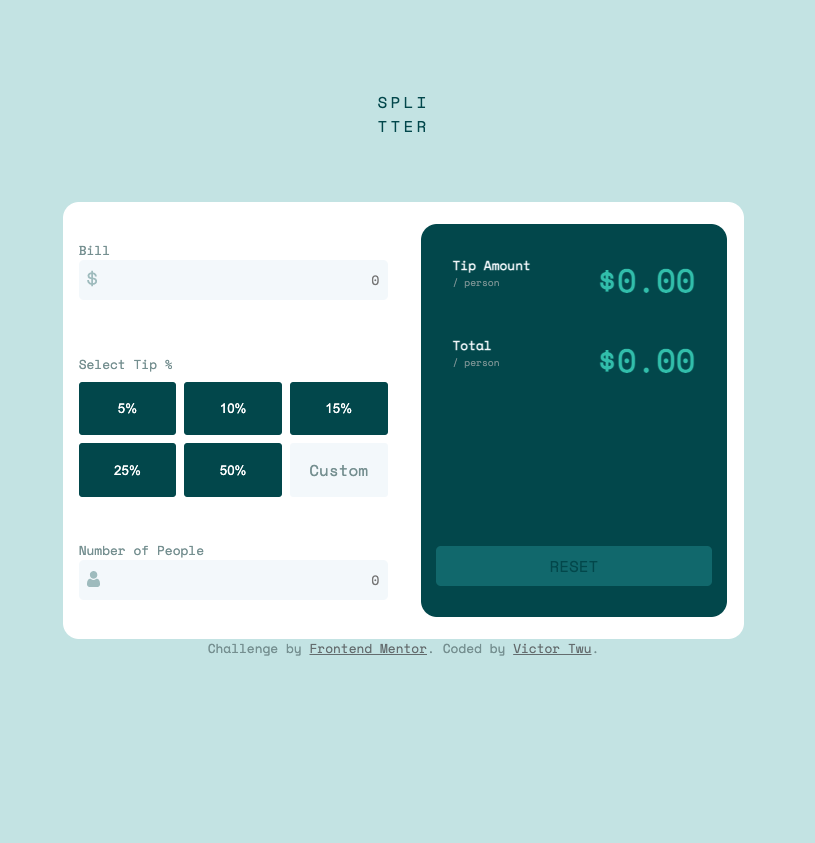 SPLI
TTER
Bill
$
0
Select Tip %
5%
10%
15%
25%
50%
Custom
Number of People
0
Tip Amount
/ person
$0.00
Total
/ person
$0.00
RESET
Challenge by Frontend Mentor. Coded by Victor Twu.